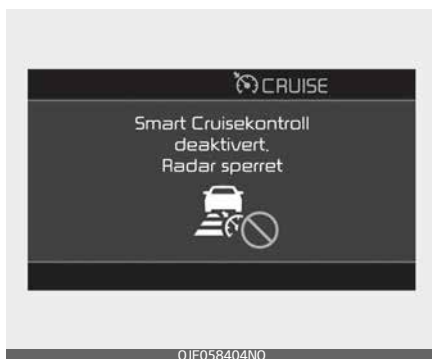 CRUISE
Smart Cruisekontroll
deaktivert,
Radar sperret
OJF058404NO